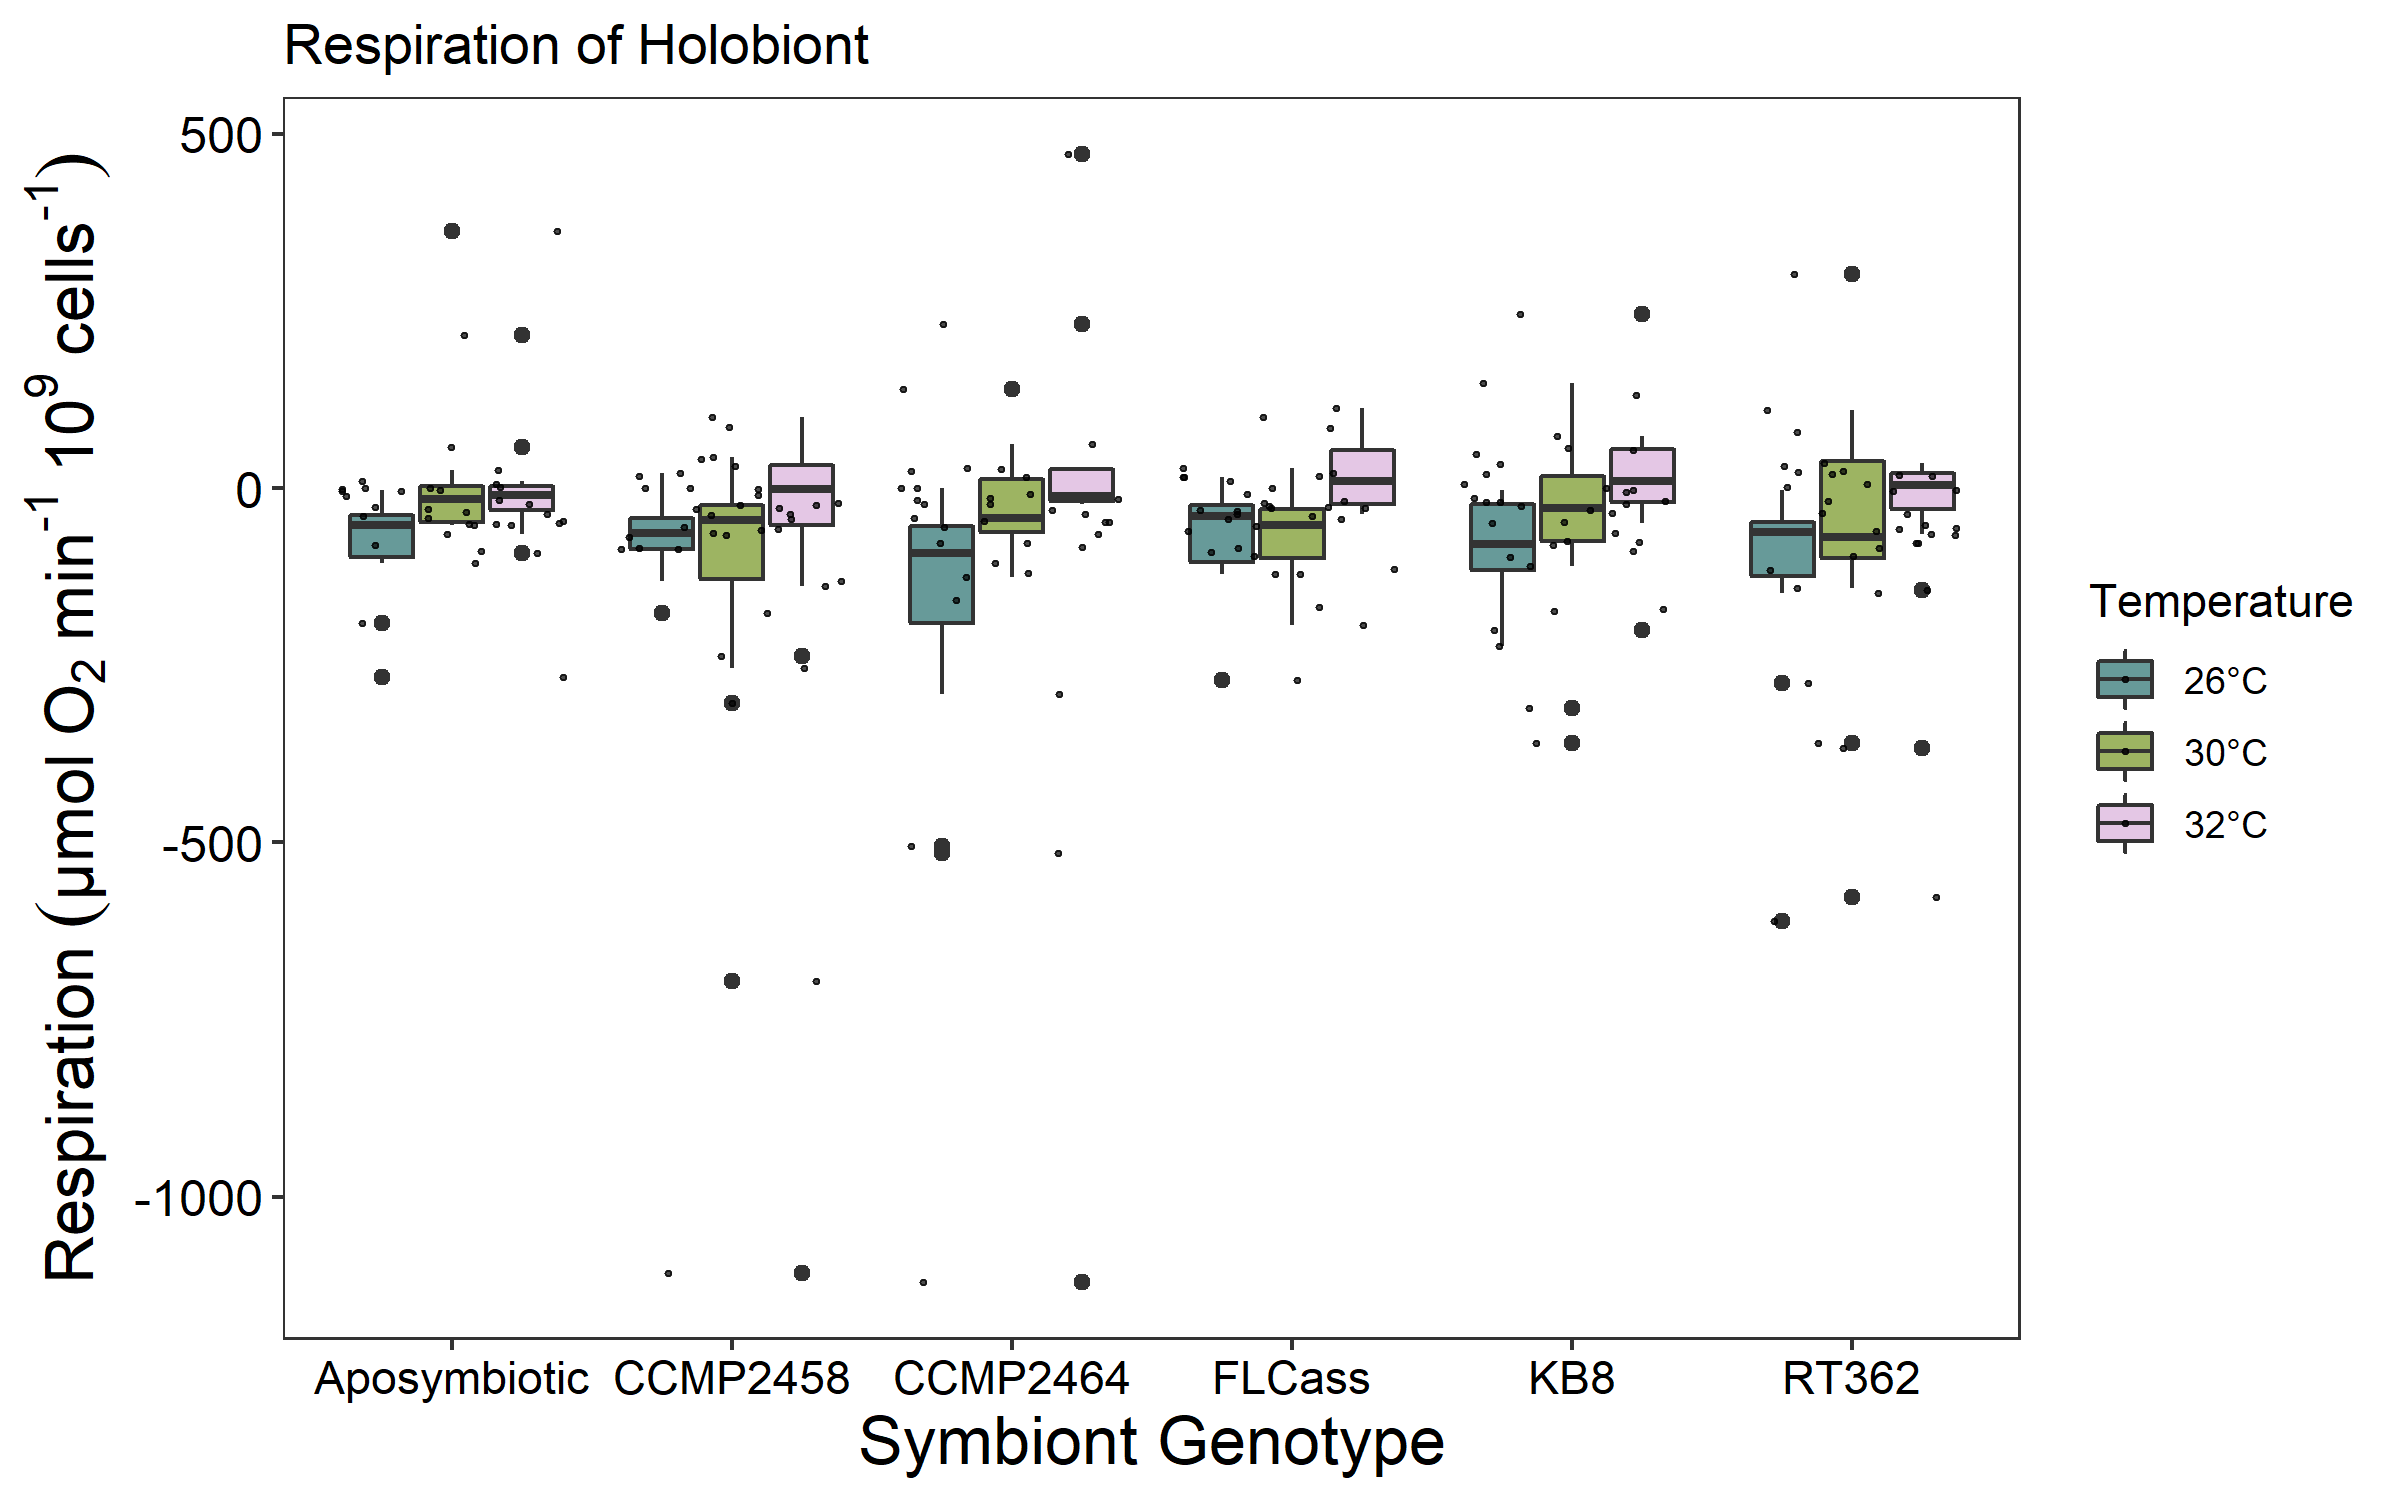 Respiration of Holobiont
Respiration (µmol O₂ min⁻¹ 10⁹ cells⁻¹)
500
0
-500
-1000
Aposymbiotic CCMP2458 CCMP2464 FLCass KB8 RT362
Symbiont Genotype
Temperature
26°C
30°C
32°C